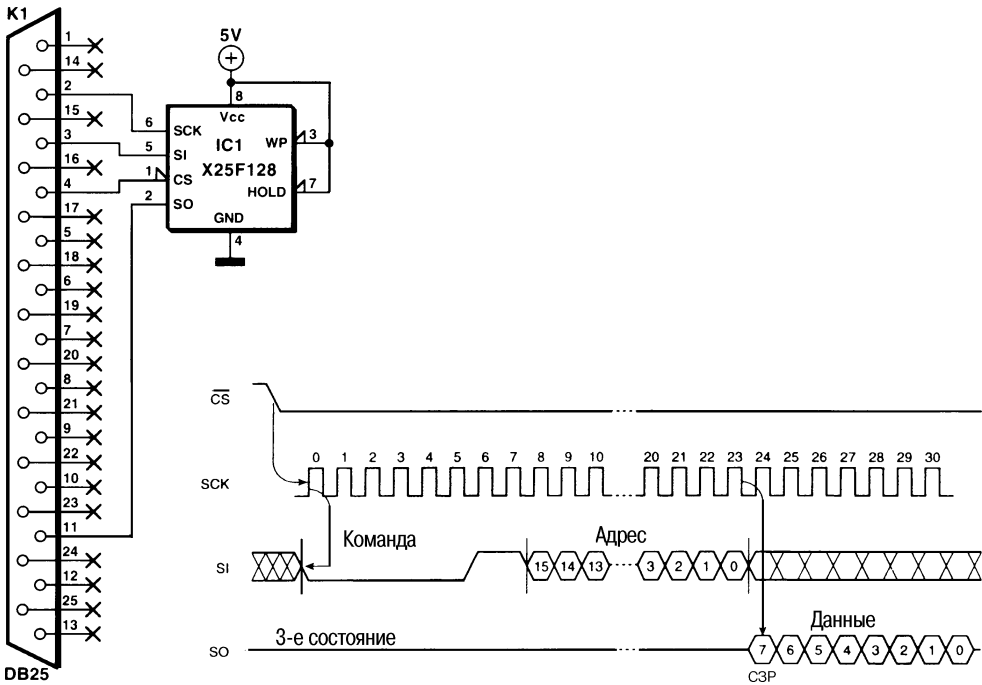 K1
1
14
2
15
3
16
4
17
5
18
6
19
7
20
8
21
9
22
10
23
11
24
12
25
13
DB25
5V
+
8
Vcc
6 SCK
IC1
WP 3
5 SI
X25F128
1 CS
HOLD 7
2 SO
GND
4
CS
0 1 2 3 4 5 6 7 8 9 10 20 21 22 23 24 25 26 27 28 29 30
SCK
Команда
Адрес
SI
15 14 13 3 2 1 0
Данные
3-е состояние
SO
7 6 5 4 3 2 1 0
СЗР